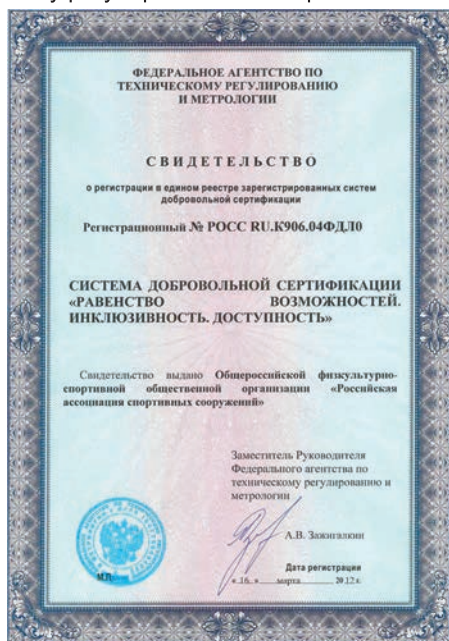 ФЕДЕРАЛЬНОЕ АГЕНТСТВО ПО
ТЕХНИЧЕСКОМУ РЕГУЛИРОВАНИЮ
И МЕТРОЛОГИИ
СВИДЕТЕЛЬСТВО
о регистрации в едином реестре зарегистрированных систем
добровольной сертификации
Регистрационный № РОСС RU.К906.04ФДЛ0
СИСТЕМА ДОБРОВОЛЬНОЙ СЕРТИФИКАЦИИ
«РАВЕНСТВО ВОЗМОЖНОСТЕЙ.
ИНКЛЮЗИВНОСТЬ. ДОСТУПНОСТЬ»
Свидетельство выдано Общероссийской физкультурно-
спортивной общественной организации «Российская
ассоциация спортивных сооружений»
Заместитель Руководителя
Федерального агентства по
техническому регулированию и
метрологии
А.В. Зажигалкин
Дата регистрации
М.П.
« 16 » марта 2012 г.